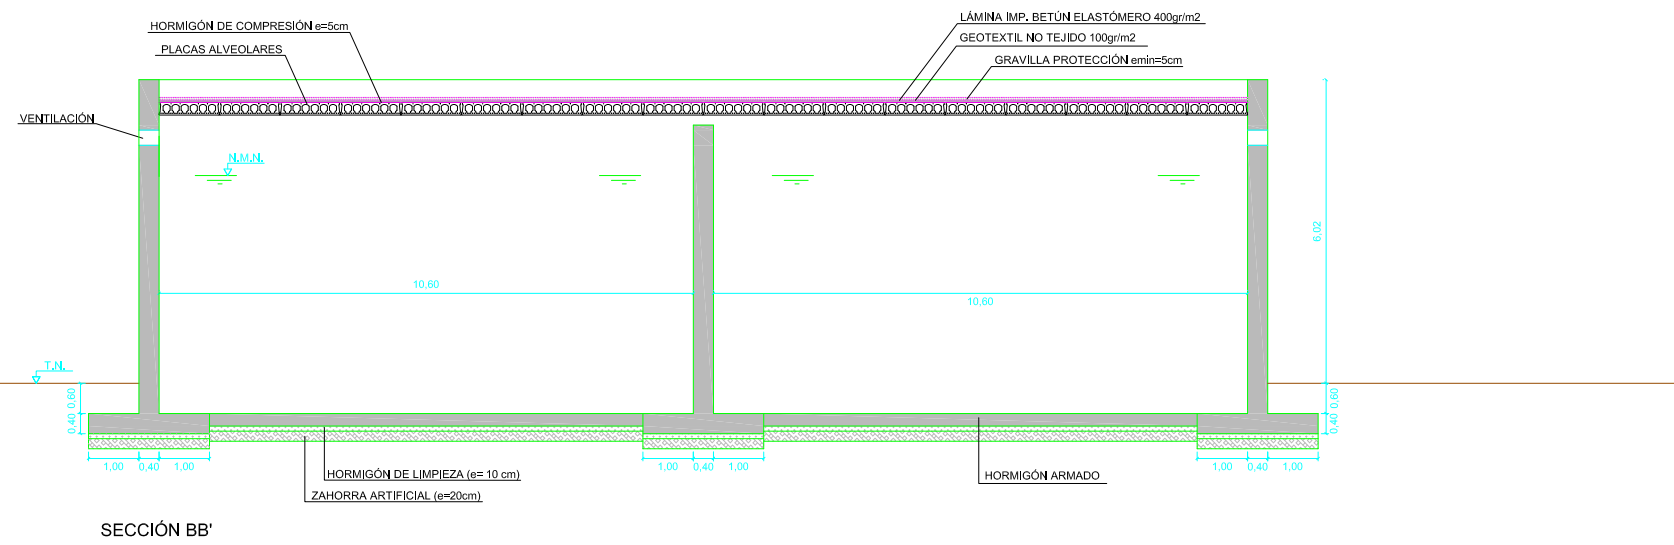 HORMIGÓN DE COMPRESIÓN e=5cm
PLACAS ALVEOLARES
LÁMINA IMP. BETÚN ELASTÓMERO 400gr/m2
GEOTEXTIL NO TEJIDO 100gr/m2
GRAVILLA PROTECCIÓN emin=5cm
VENTILACIÓN
N.M.N.
6.02
10,60
10,60
T.N.
0,60
0,40
0,60
0,40
1,00 0,40 1,00
1,00 0,40 1,00
1,00 0,40 1,00
HORMIGÓN DE LIMPIEZA (e= 10 cm)
HORMIGÓN ARMADO
ZAHORRA ARTIFICIAL (e=20cm)
SECCIÓN BB'